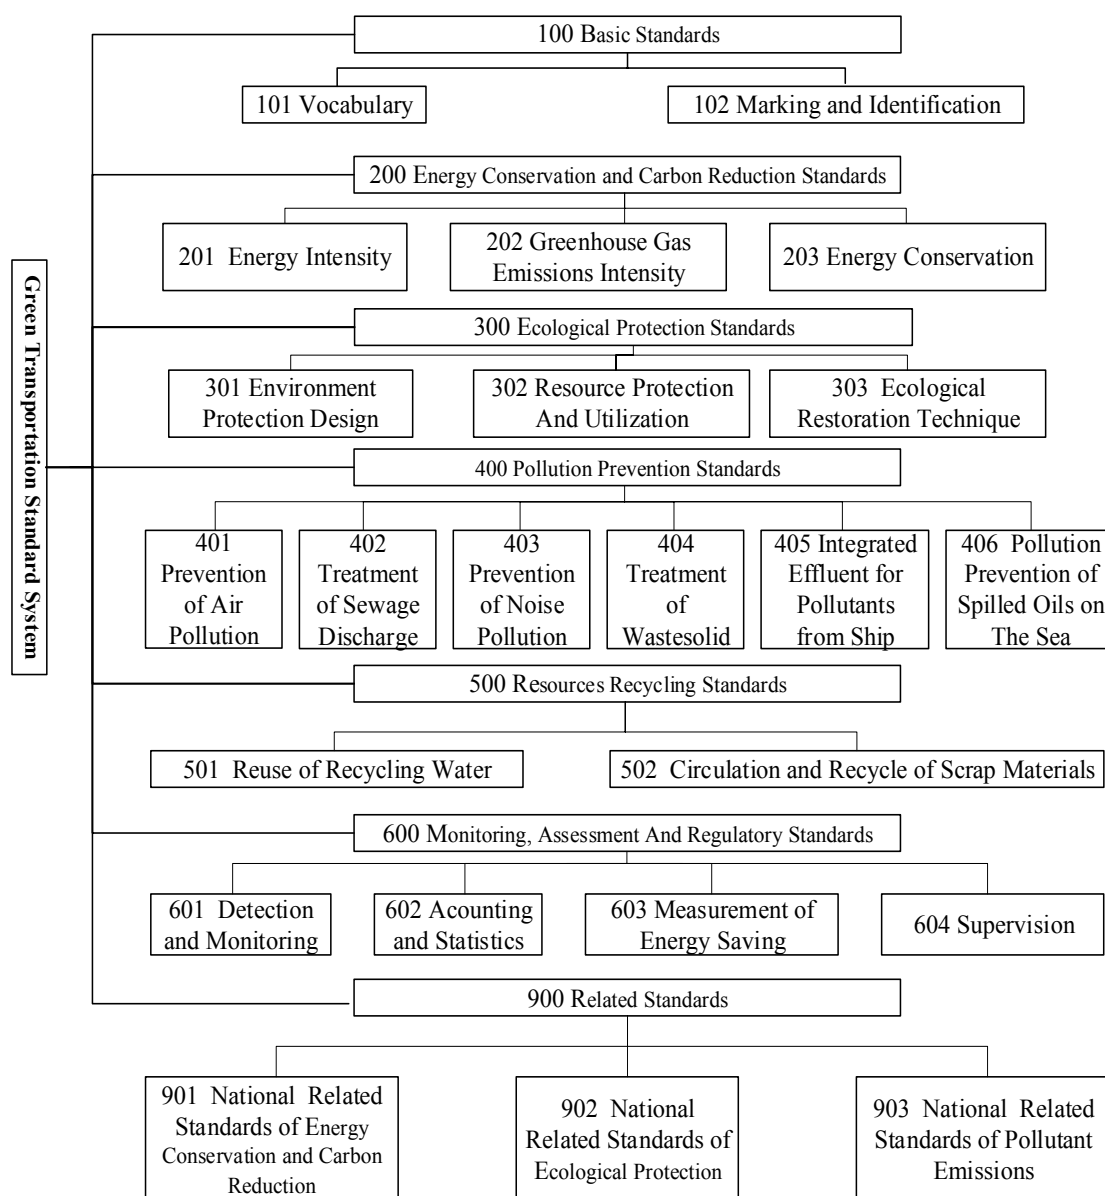 Green Transportation Standard System
100 Basic Standards
101 Vocabulary
102 Marking and Identification
200 Energy Conservation and Carbon Reduction Standards
201 Energy Intensity
202 Greenhouse Gas
Emissions Intensity
203 Energy Conservation
300 Ecological Protection Standards
301 Environment
Protection Design
302 Resource Protection
And Utilization
303 Ecological
Restoration Technique
400 Pollution Prevention Standards
401
Prevention
of Air
Pollution
402
Treatment
of Sewage
Discharge
403
Prevention
of Noise
Pollution
404
Treatment
of
Wastesolid
405 Integrated
Effluent for
Pollutants
from Ship
406 Pollution
Prevention of
Spilled Oils on
The Sea
500 Resources Recycling Standards
501 Reuse of Recycling Water
502 Circulation and Recycle of Scrap Materials
600 Monitoring, Assessment And Regulatory Standards
601 Detection
and Monitoring
602 Acounting
and Statistics
603 Measurement of
Energy Saving
604 Supervision
900 Related Standards
901 National Related
Standards of Energy
Conservation and Carbon
Reduction
902 National
Related Standards of
Ecological Protection
903 National Related
Standards of Pollutant
Emissions